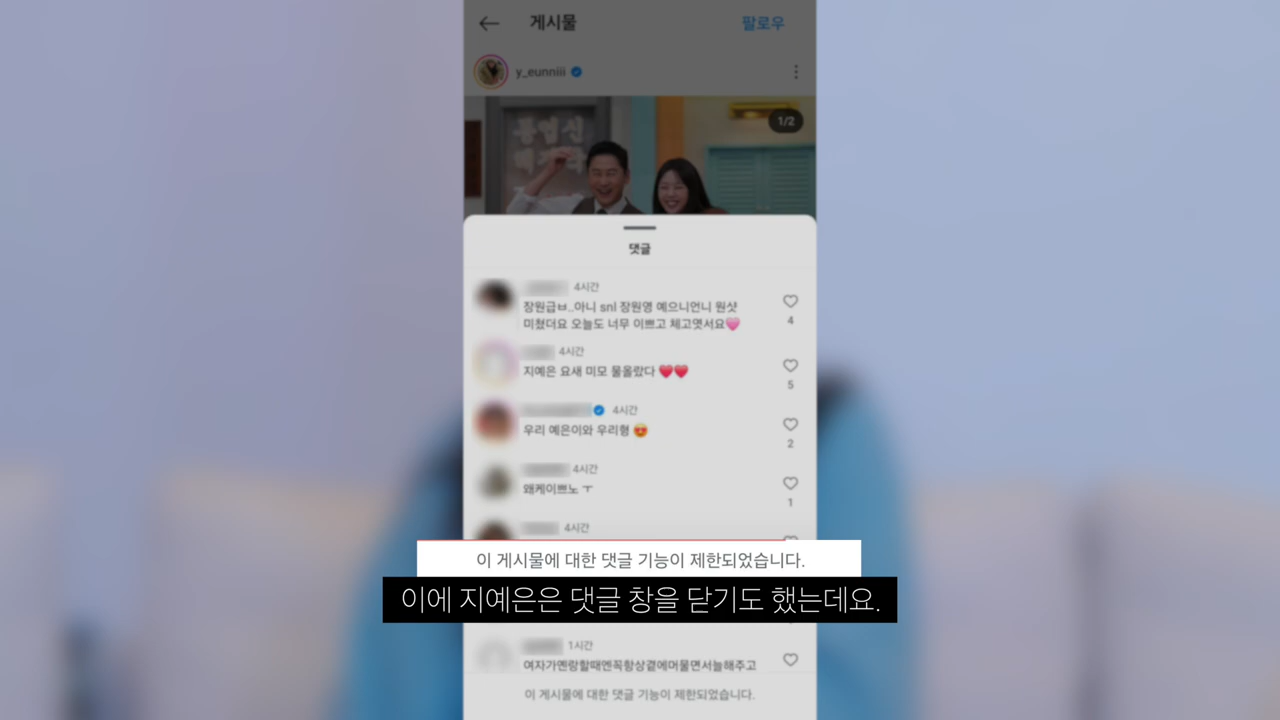 게시물
팔로우
y_eunniii
1/2
댓글
4시간
장원급ㅂ..아니 snl 장원영 예으니언니 원샷
미쳤더요 오늘도 너무 이쁘고 체고엿서요💗
4
4시간
지예은 요새 미모 물올랐다 ❤️❤️
5
4시간
우리 예은이와 우리형 😍
2
4시간
왜케이쁘노 ㅜ
1
4시간
이 게시물에 대한 댓글 기능이 제한되었습니다.
이에 지예은은 댓글 창을 닫기도 했는데요.
1시간
여자가옌랑할때엔꼭항상곁에머물면서늘해주고
이 게시물에 대한 댓글 기능이 제한되었습니다.